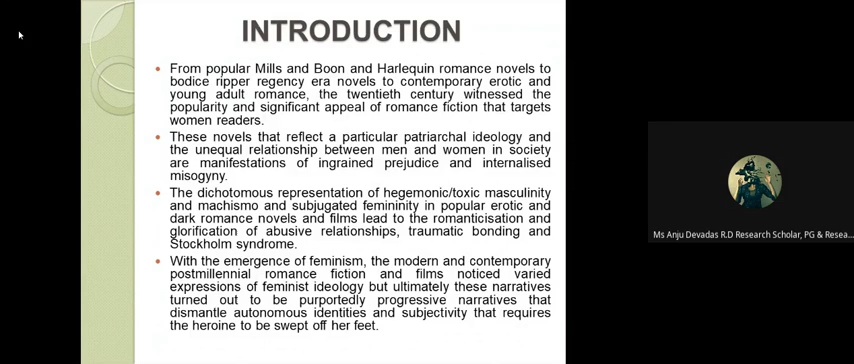 INTRODUCTION
From popular Mills and Boon and Harlequin romance novels to
bodice ripper regency era novels to contemporary erotic and
young adult romance, the twentieth century witnessed the
popularity and significant appeal of romance fiction that targets
women readers.
These novels that reflect a particular patriarchal ideology and
the unequal relationship between men and women in society
are manifestations of ingrained prejudice and internalised
misogyny.
The dichotomous representation of hegemonic/toxic masculinity
and machismo and subjugated femininity in popular erotic and
dark romance novels and films lead to the romanticisation and
glorification of abusive relationships, traumatic bonding and
Stockholm syndrome.
With the emergence of feminism, the modern and contemporary
postmillennial romance fiction and films noticed varied
expressions of feminist ideology but ultimately these narratives
turned out to be purportedly progressive narratives that
dismantle autonomous identities and subjectivity that requires
the heroine to be swept off her feet.
Ms Anju Devadas R.D Research Scholar, PG & Resea...